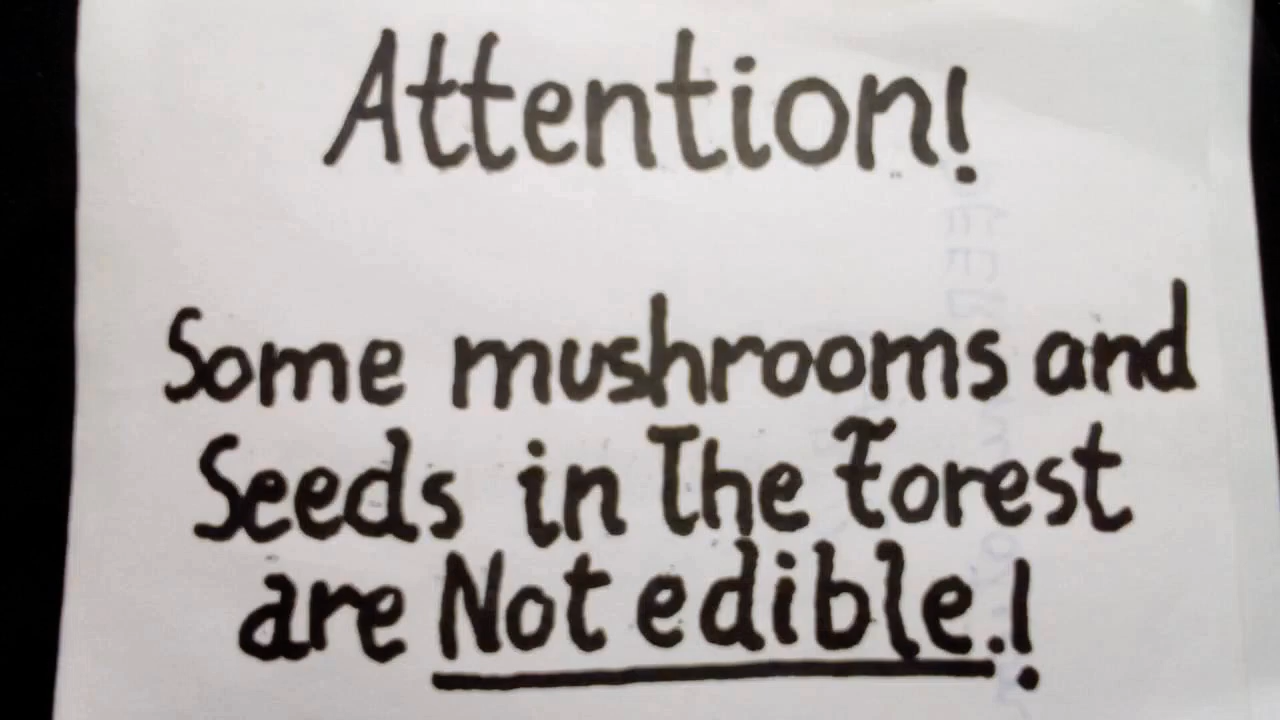 Attention!
Some mushrooms and
Seeds in The Forest
are Not edible.!